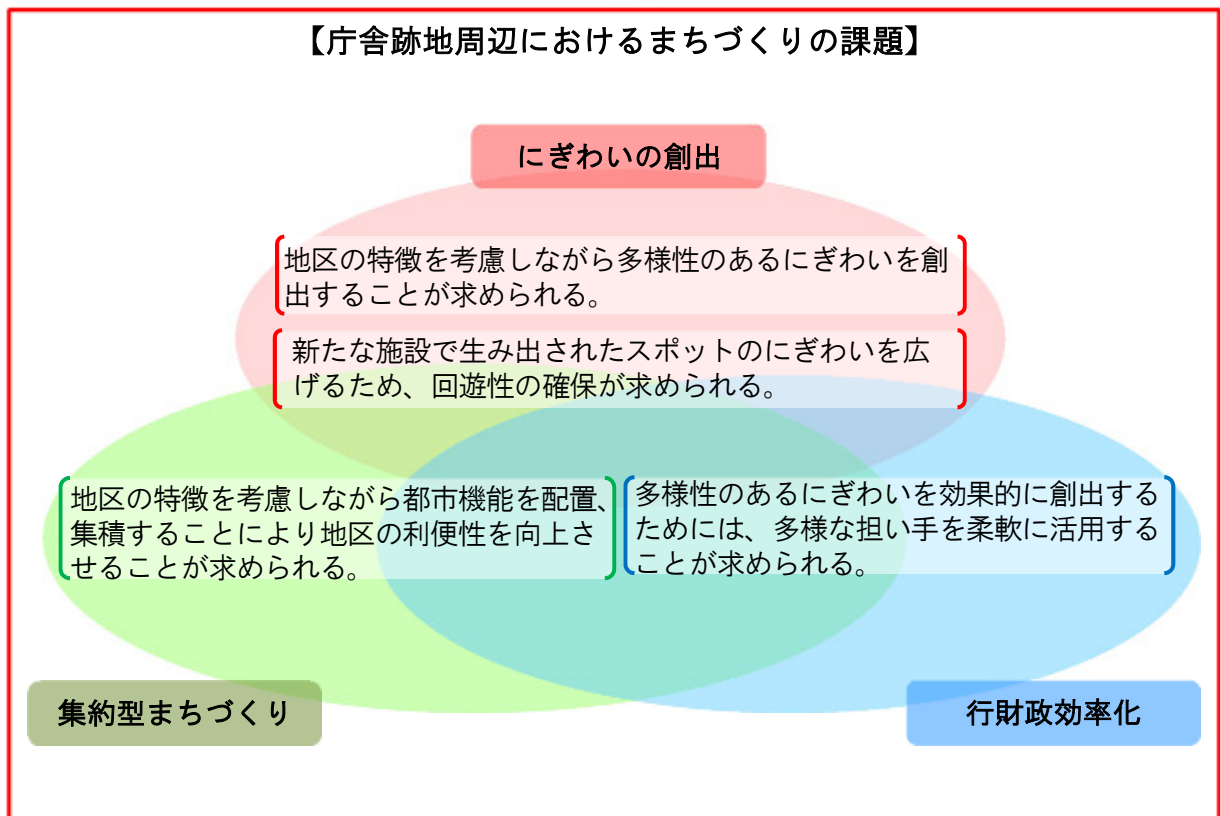 【庁舎跡地周辺におけるまちづくりの課題】
にぎわいの創出
地区の特徴を考慮しながら多様性のあるにぎわいを創
出することが求められる。
新たな施設で生み出されたスポットのにぎわいを広
げるため、回遊性の確保が求められる。
地区の特徴を考慮しながら都市機能を配置、
集積することにより地区の利便性を向上さ
せることが求められる。
多様性のあるにぎわいを効果的に創出する
ためには、多様な担い手を柔軟に活用する
ことが求められる。
集約型まちづくり
行財政効率化